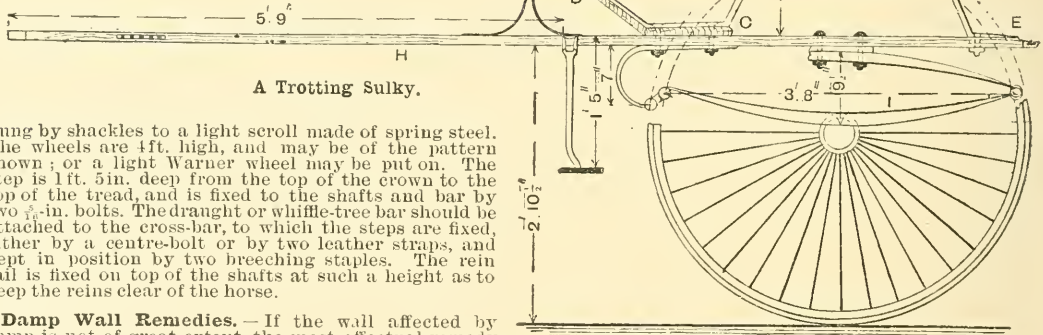 5' 9"
C
E
H
A Trotting Sulky.
7"
1' 5"
9"
3' 8"
2' 10½"
ung by shackles to a light scroll made of spring steel.
he wheels are 4ft. high, and may be of the pattern
hown; or a light Warner wheel may be put on. The
tep is 1ft. 5in. deep from the top of the crown to the
op of the tread, and is fixed to the shafts and bar by
wo 5/16-in. bolts. The draught or whiffle-tree bar should be
ttached to the cross-bar, to which the steps are fixed,
ither by a centre-bolt or by two leather straps, and
ept in position by two breeching staples. The rein
ail is fixed on top of the shafts at such a height as to
eep the reins clear of the horse.
Damp Wall Remedies.—If the wall affected by